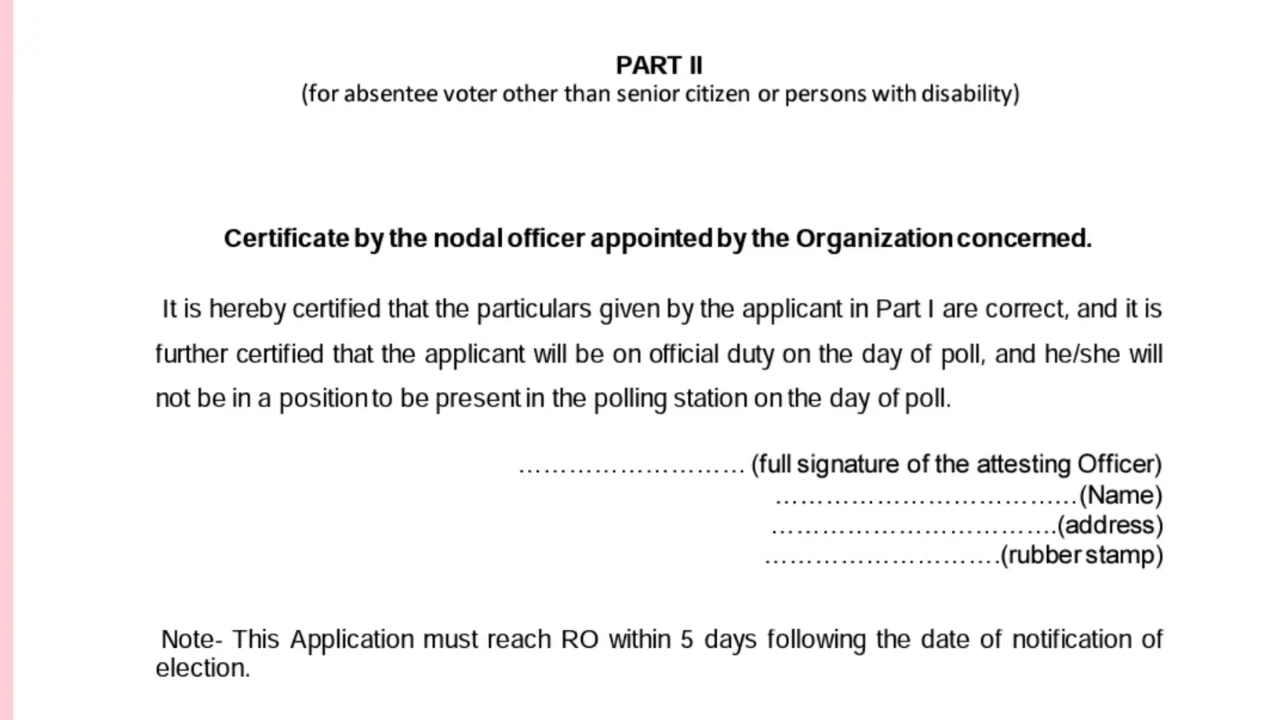 PART II
(for absentee voter other than senior citizen or persons with disability)
Certificate by the nodal officer appointed by the Organization concerned.
It is hereby certified that the particulars given by the applicant in Part I are correct, and it is
further certified that the applicant will be on official duty on the day of poll, and he/she will
not be in a position to be present in the polling station on the day of poll.
……………………… (full signature of the attesting Officer)
………………………………(Name)
…………………………….(address)
……………………….(rubber stamp)
Note- This Application must reach RO within 5 days following the date of notification of
election.